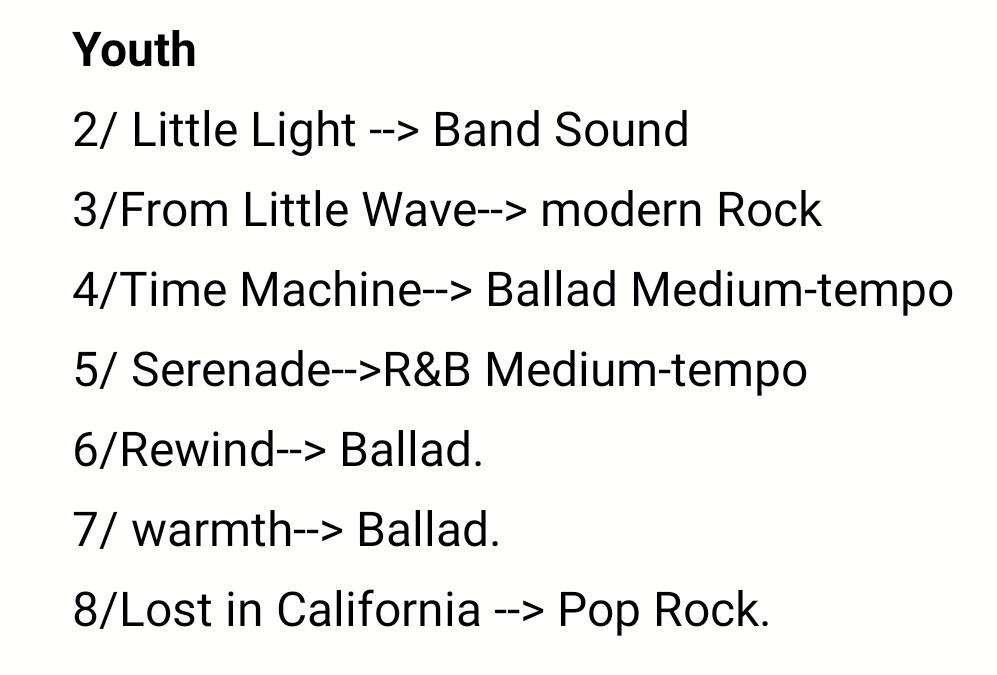 Youth
2/ Little Light --> Band Sound
3/From Little Wave--> modern Rock
4/Time Machine--> Ballad Medium-tempo
5/ Serenade-->R&B Medium-tempo
6/Rewind--> Ballad.
7/ warmth--> Ballad.
8/Lost in California --> Pop Rock.